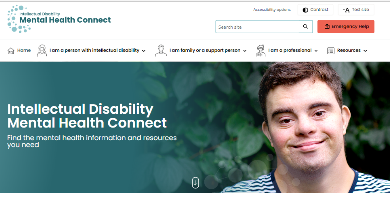 Accessibility options: Contrast Text size
Intellectual Disability
Mental Health Connect
Search site
Emergency Help
Home I am a person with intellectual disability I am family or a support person I am a professional Resources
Intellectual Disability
Mental Health Connect
Find the mental health information and resources
you need